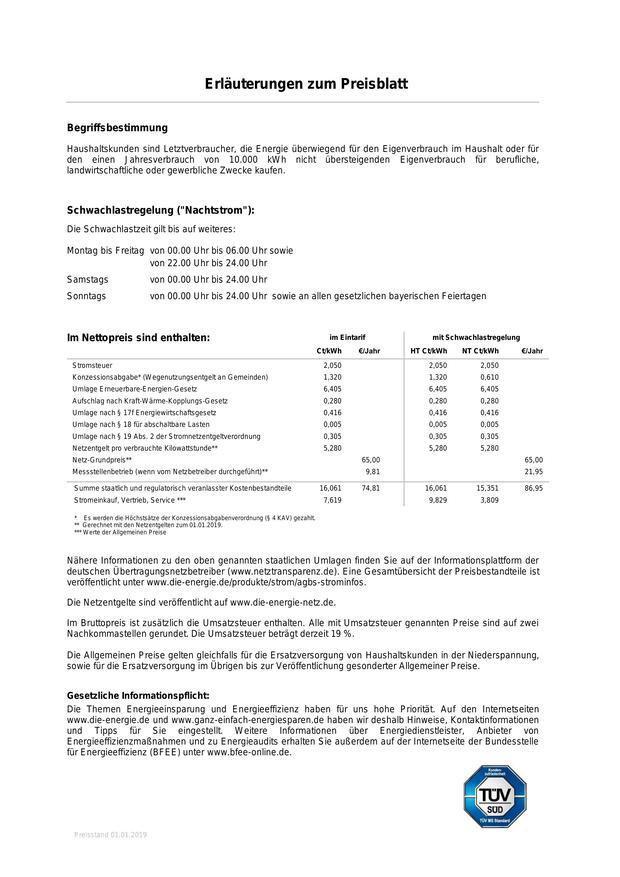 Erläuterungen zum Preisblatt
Begriffsbestimmung
Haushaltskunden sind Letztverbraucher, die Energie überwiegend für den Eigenverbrauch im Haushalt oder für
den einen Jahresverbrauch von 10.000 kWh nicht übersteigenden Eigenverbrauch für berufliche,
landwirtschaftliche oder gewerbliche Zwecke kaufen.
Schwachlastregelung ("Nachtstrom"):
Die Schwachlastzeit gilt bis auf weiteres:
Montag bis Freitag von 00.00 Uhr bis 06.00 Uhr sowie
von 22.00 Uhr bis 24.00 Uhr
Samstags von 00.00 Uhr bis 24.00 Uhr
Sonntags von 00.00 Uhr bis 24.00 Uhr sowie an allen gesetzlichen bayerischen Feiertagen
Im Nettopreis sind enthalten: im Eintarif mit Schwachlastregelung
Ct/kWh €/Jahr HT Ct/kWh NT Ct/kWh €/Jahr
Stromsteuer 2,050 2,050 2,050
Konzessionsabgabe* (Wegenutzungsentgelt an Gemeinden) 1,320 1,320 0,610
Umlage Erneuerbare-Energien-Gesetz 6,405 6,405 6,405
Aufschlag nach Kraft-Wärme-Kopplungs-Gesetz 0,280 0,280 0,280
Umlage nach § 17f Energiewirtschaftsgesetz 0,416 0,416 0,416
Umlage nach § 18 für abschaltbare Lasten 0,005 0,005 0,005
Umlage nach § 19 Abs. 2 der Stromnetzentgeltverordnung 0,305 0,305 0,305
Netzentgelt pro verbrauchte Kilowattstunde** 5,280 5,280 5,280
Netz-Grundpreis** 65,00 65,00
Messstellenbetrieb (wenn vom Netzbetreiber durchgeführt)** 9,81 21,95
Summe staatlich und regulatorisch veranlasster Kostenbestandteile 16,061 74,81 16,061 15,351 86,95
Stromeinkauf, Vertrieb, Service *** 7,619 9,829 3,809
* Es werden die Höchstsätze der Konzessionsabgabenverordnung (§ 4 KAV) gezahlt.
** Gerechnet mit den Netzentgelten zum 01.01.2019.
*** Werte der Allgemeinen Preise
Nähere Informationen zu den oben genannten staatlichen Umlagen finden Sie auf der Informationsplattform der
deutschen Übertragungsnetzbetreiber (www.netztransparenz.de). Eine Gesamtübersicht der Preisbestandteile ist
veröffentlicht unter www.die-energie.de/produkte/strom/agbs-strominfos.
Die Netzentgelte sind veröffentlicht auf www.die-energie-netz.de.
Im Bruttopreis ist zusätzlich die Umsatzsteuer enthalten. Alle mit Umsatzsteuer genannten Preise sind auf zwei
Nachkommastellen gerundet. Die Umsatzsteuer beträgt derzeit 19 %.
Die Allgemeinen Preise gelten gleichfalls für die Ersatzversorgung von Haushaltskunden in der Niederspannung,
sowie für die Ersatzversorgung im Übrigen bis zur Veröffentlichung gesonderter Allgemeiner Preise.
Gesetzliche Informationspflicht:
Die Themen Energieeinsparung und Energieeffizienz haben für uns hohe Priorität. Auf den Internetseiten
www.die-energie.de und www.ganz-einfach-energiesparen.de haben wir deshalb Hinweise, Kontaktinformationen
und Tipps für Sie eingestellt. Weitere Informationen über Energiedienstleister, Anbieter von
Energieeffizienzmaßnahmen und zu Energieaudits erhalten Sie außerdem auf der Internetseite der Bundesstelle
für Energieeffizienz (BFEE) unter www.bfee-online.de.
Kunden-
zufriedenheit
TÜV
SÜD
TÜV MS Standard
Preisstand 01.01.2019